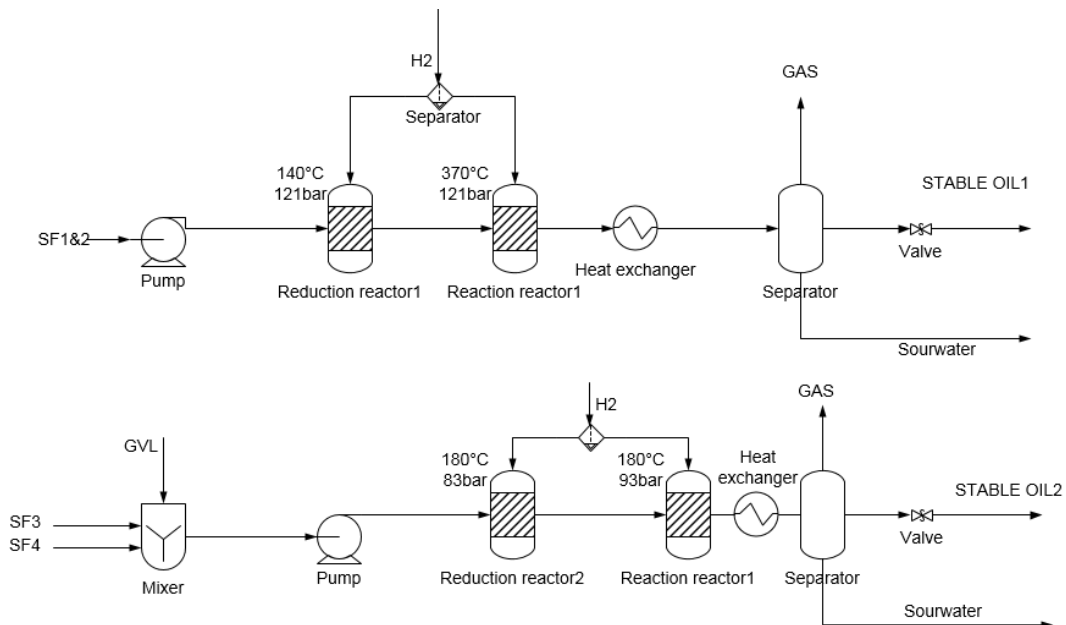 H2
Separator
GAS
140°C
121bar
370°C
121bar
STABLE OIL1
SF1&2
Pump
Reduction reactor1
Reaction reactor1
Heat exchanger
Separator
Valve
Sourwater
H2
GAS
GVL
180°C
83bar
180°C
93bar
Heat
exchanger
STABLE OIL2
SF3
SF4
Mixer
Pump
Reduction reactor2
Reaction reactor1
Separator
Valve
Sourwater